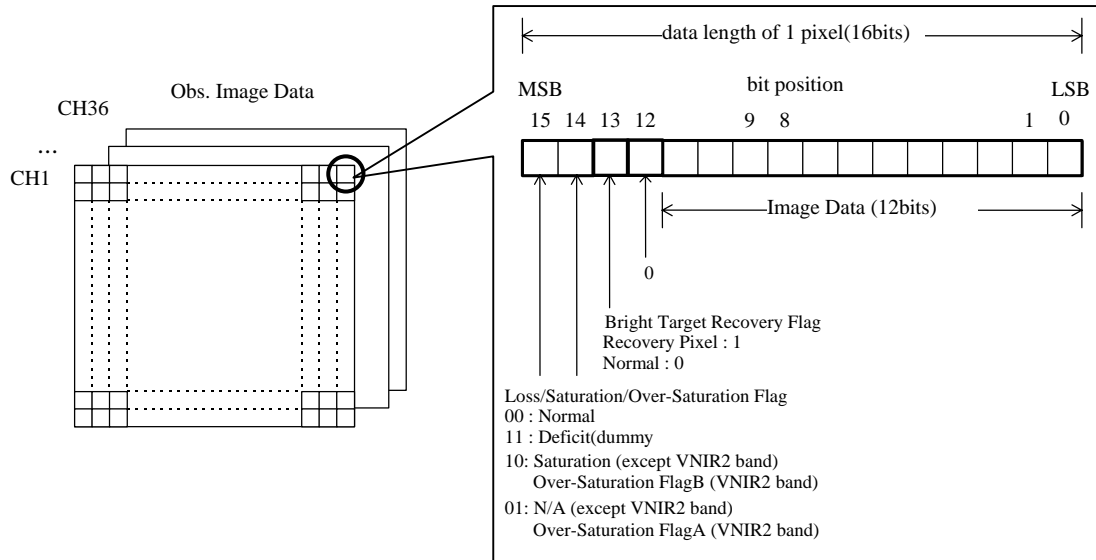 data length of 1 pixel(16bits)
Obs. Image Data
CH36
...
CH1
MSB
bit position
LSB
15 14 13 12 9 8 1 0
Image Data (12bits)
0
Bright Target Recovery Flag
Recovery Pixel : 1
Normal : 0
Loss/Saturation/Over-Saturation Flag
00 : Normal
11 : Deficit(dummy
10: Saturation (except VNIR2 band)
Over-Saturation FlagB (VNIR2 band)
01: N/A (except VNIR2 band)
Over-Saturation FlagA (VNIR2 band)